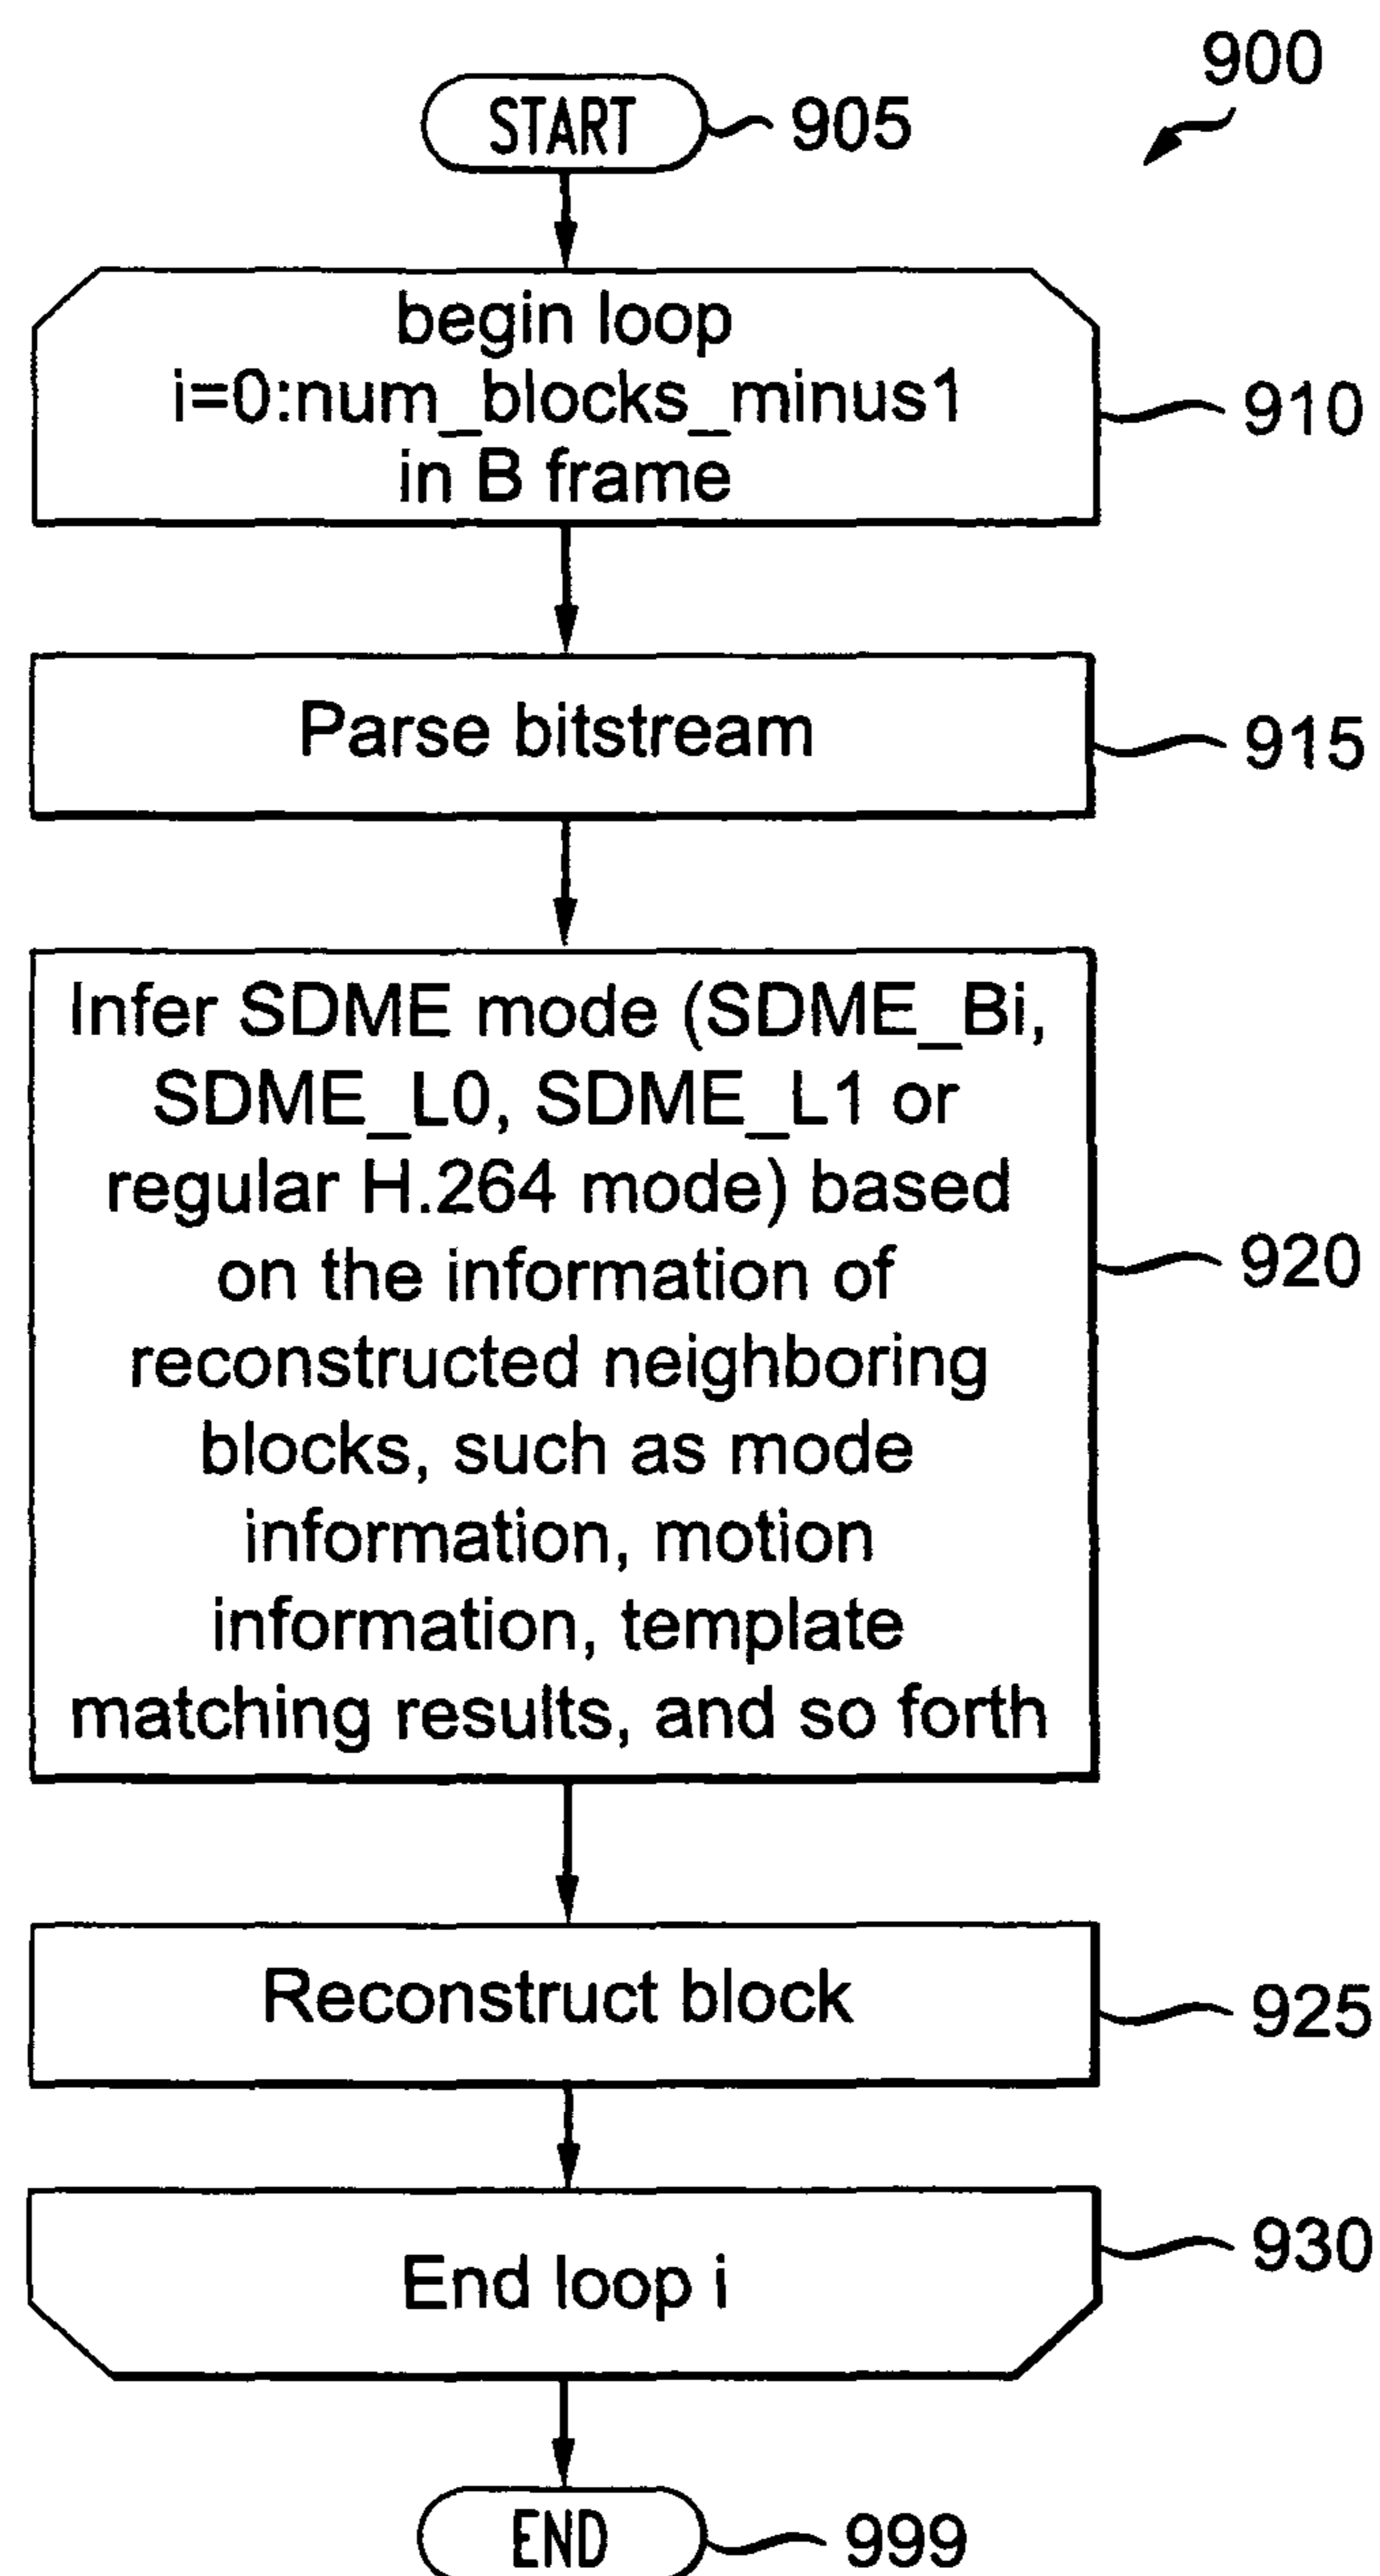 900
START 905
begin loop
i=0:num_blocks_minus1
in B frame
910
Parse bitstream 915
Infer SDME mode (SDME_Bi,
SDME_L0, SDME_L1 or
regular H.264 mode) based
on the information of
reconstructed neighboring
blocks, such as mode
information, motion
information, template
matching results, and so forth
920
Reconstruct block 925
End loop i 930
END 999